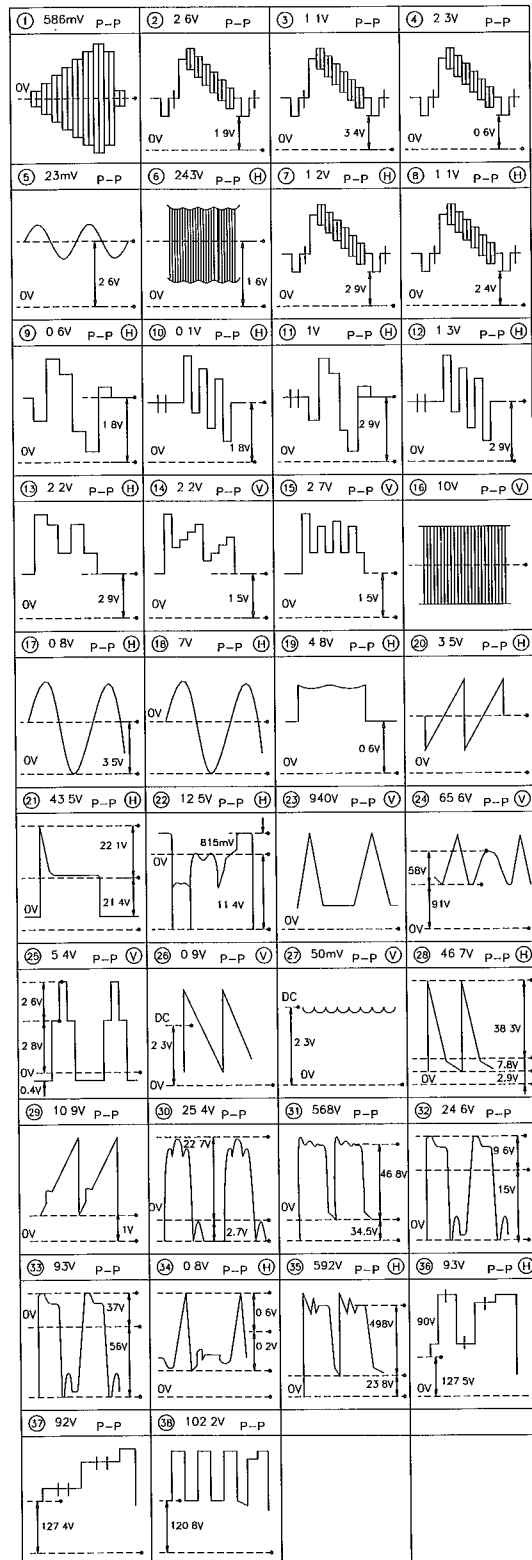 ① 586mV P–P
② 2 6V P–P
③ 1 1V P–P
④ 2 3V P–P
0V
0V 1 9V
0V 3 4V
0V 0 6V
⑤ 23mV P–P
⑥ 243V P–P Ⓗ
⑦ 1 2V P–P Ⓗ
⑧ 1 1V P–P Ⓗ
0V 2 6V
0V 1 6V
0V 2 9V
0V 2 4V
⑨ 0 6V P–P Ⓗ
⑩ 0 1V P–P Ⓗ
⑪ 1V P–P Ⓗ
⑫ 1 3V P–P Ⓗ
0V 1 8V
0V 1 8V
0V 2 9V
0V 2 9V
⑬ 2 2V P–P Ⓗ
⑭ 2 2V P–P Ⓥ
⑮ 2 7V P–P Ⓥ
⑯ 10V P–P Ⓥ
0V 2 9V
0V 1 5V
0V 1 5V
⑰ 0 8V P–P Ⓗ
⑱ 7V P–P Ⓗ
⑲ 4 8V P–P Ⓗ
⑳ 3 5V P–P
0V 3 5V
0V
0V 0 6V
0V
㉑ 43 5V P–P Ⓗ
㉒ 12 5V P–P Ⓗ
㉓ 940V P–P Ⓥ
㉔ 65 6V P–P Ⓥ
22 1V
0V 21 4V
815mV
0V 11 4V
0V
58V
91V
0V
㉕ 5 4V P–P Ⓥ
㉖ 0 9V P–P Ⓥ
㉗ 50mV P–P Ⓥ
㉘ 46 7V P–P Ⓗ
2 6V
2 8V
0V
0.4V
DC
2 3V
0V
DC
2 3V
0V
38 3V
7.8V
0V 2.9V
㉙ 10 9V P–P
㉚ 25 4V P–P
㉛ 568V P–P
㉜ 24 6V P–P
0V 1V
22 7V
0V
2.7V
46 8V
0V
34.5V
9 6V
15V
0V
㉝ 93V P–P
㉞ 0 8V P–P Ⓗ
㉟ 592V P–P Ⓗ
㊱ 93V P–P Ⓗ
37V
0V
56V
0 6V
0 2V
0V
498V
0V 23 8V
90V
0V 127 5V
㊲ 92V P–P
㊳ 102 2V P–P
127 4V
120 8V